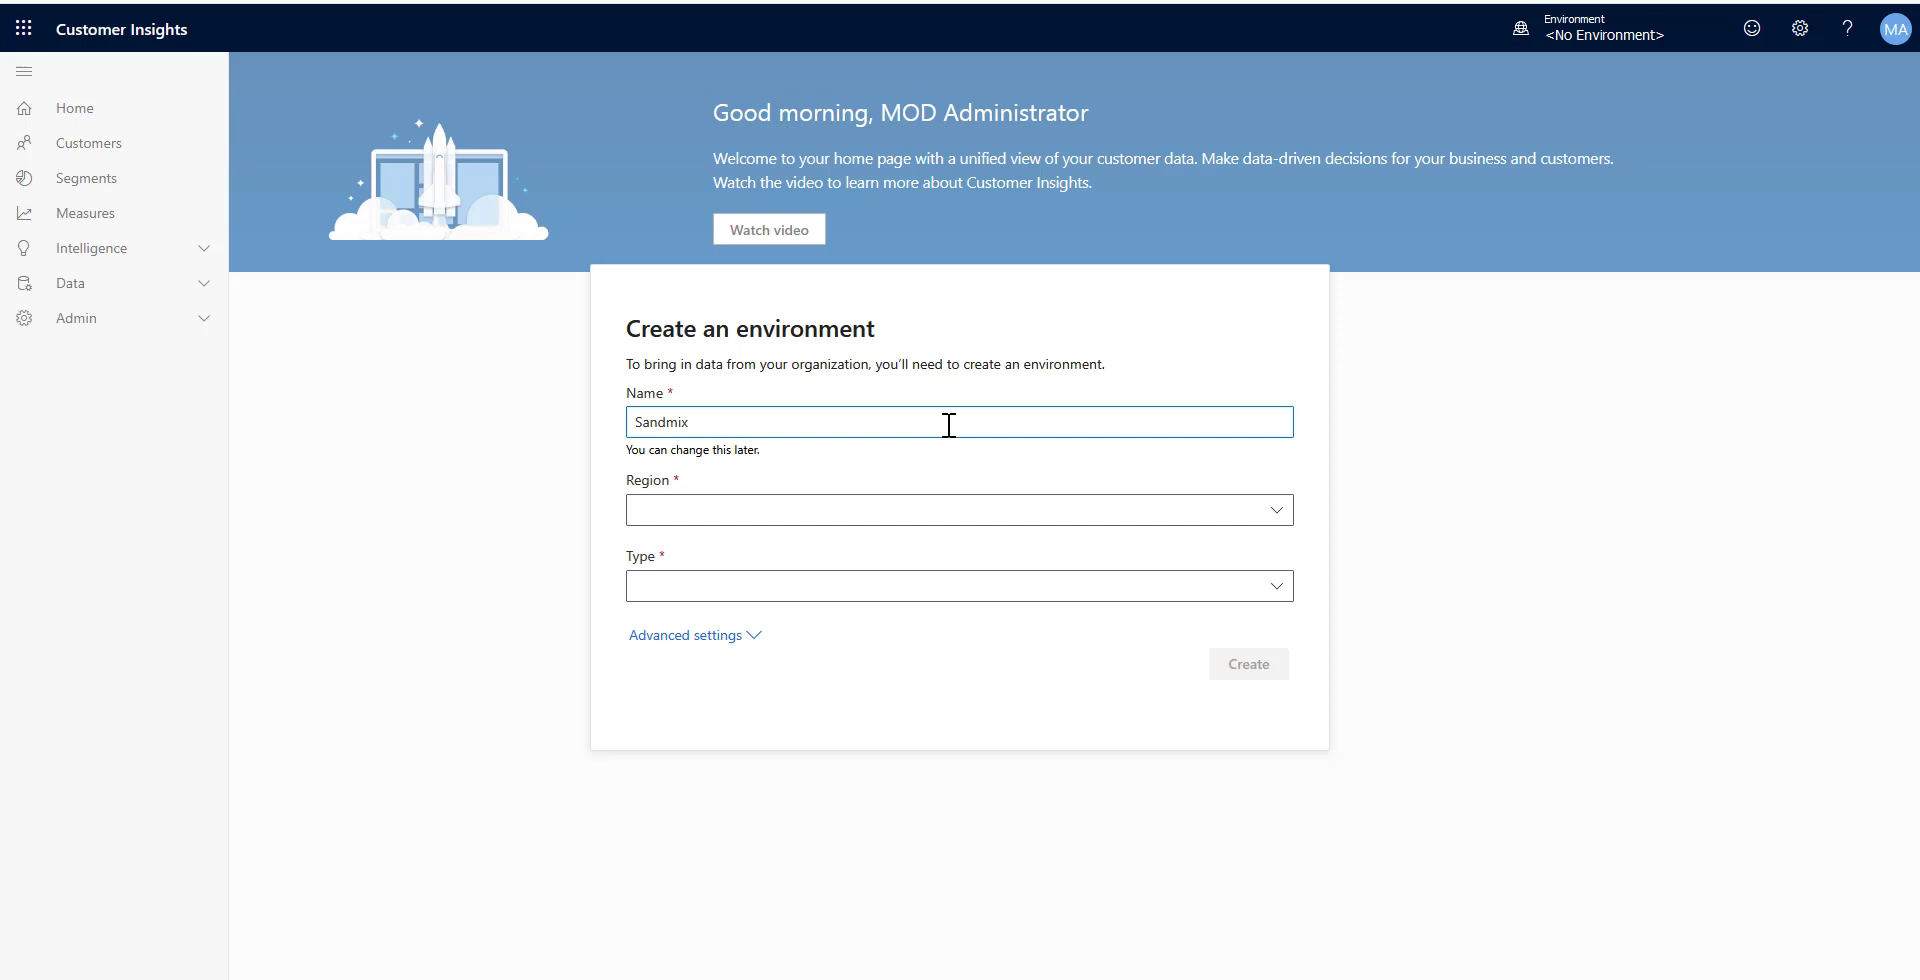 Customer Insights
Environment
<No Environment>
?
MA
Home
Customers
Segments
Measures
Intelligence
Data
Admin
Good morning, MOD Administrator
Welcome to your home page with a unified view of your customer data. Make data-driven decisions for your business and customers.
Watch the video to learn more about Customer Insights.
Watch video
Create an environment
To bring in data from your organization, you'll need to create an environment.
Name *
Sandmix
You can change this later.
Region *
Type *
Advanced settings
Create